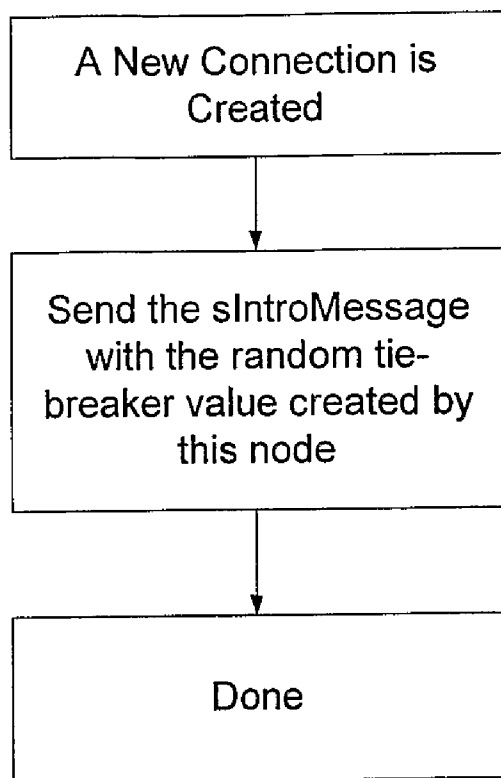 A New Connection is
Created
Send the sIntroMessage
with the random tie-
breaker value created by
this node
Done